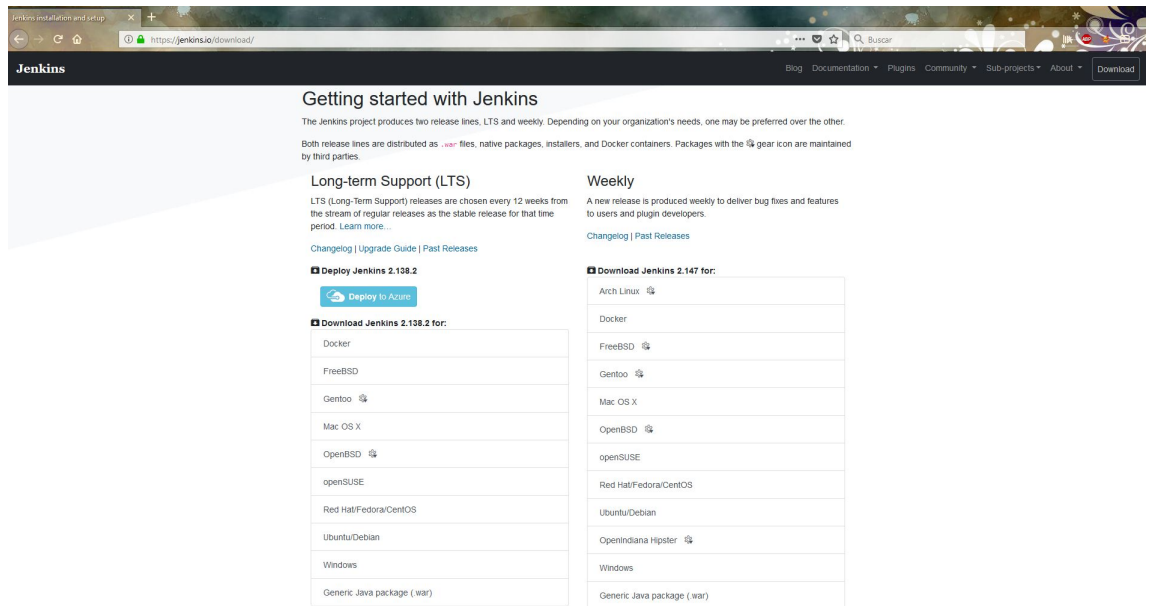 Jenkins installation and setup
https://jenkins.io/download/
Buscar
Jenkins
Blog Documentation Plugins Community Sub-projects About Download
Getting started with Jenkins
The Jenkins project produces two release lines, LTS and weekly. Depending on your organization's needs, one may be preferred over the other.
Both release lines are distributed as .war files, native packages, installers, and Docker containers. Packages with the gear icon are maintained
by third parties.
Long-term Support (LTS)
LTS (Long-Term Support) releases are chosen every 12 weeks from
the stream of regular releases as the stable release for that time
period. Learn more...
Changelog | Upgrade Guide | Past Releases
Deploy Jenkins 2.138.2
Deploy to Azure
Download Jenkins 2.138.2 for:
Docker
FreeBSD
Gentoo
Mac OS X
OpenBSD
openSUSE
Red Hat/Fedora/CentOS
Ubuntu/Debian
Windows
Generic Java package (.war)
Weekly
A new release is produced weekly to deliver bug fixes and features
to users and plugin developers.
Changelog | Past Releases
Download Jenkins 2.147 for:
Arch Linux
Docker
FreeBSD
Gentoo
Mac OS X
OpenBSD
openSUSE
Red Hat/Fedora/CentOS
Ubuntu/Debian
OpenIndiana Hipster
Windows
Generic Java package (.war)